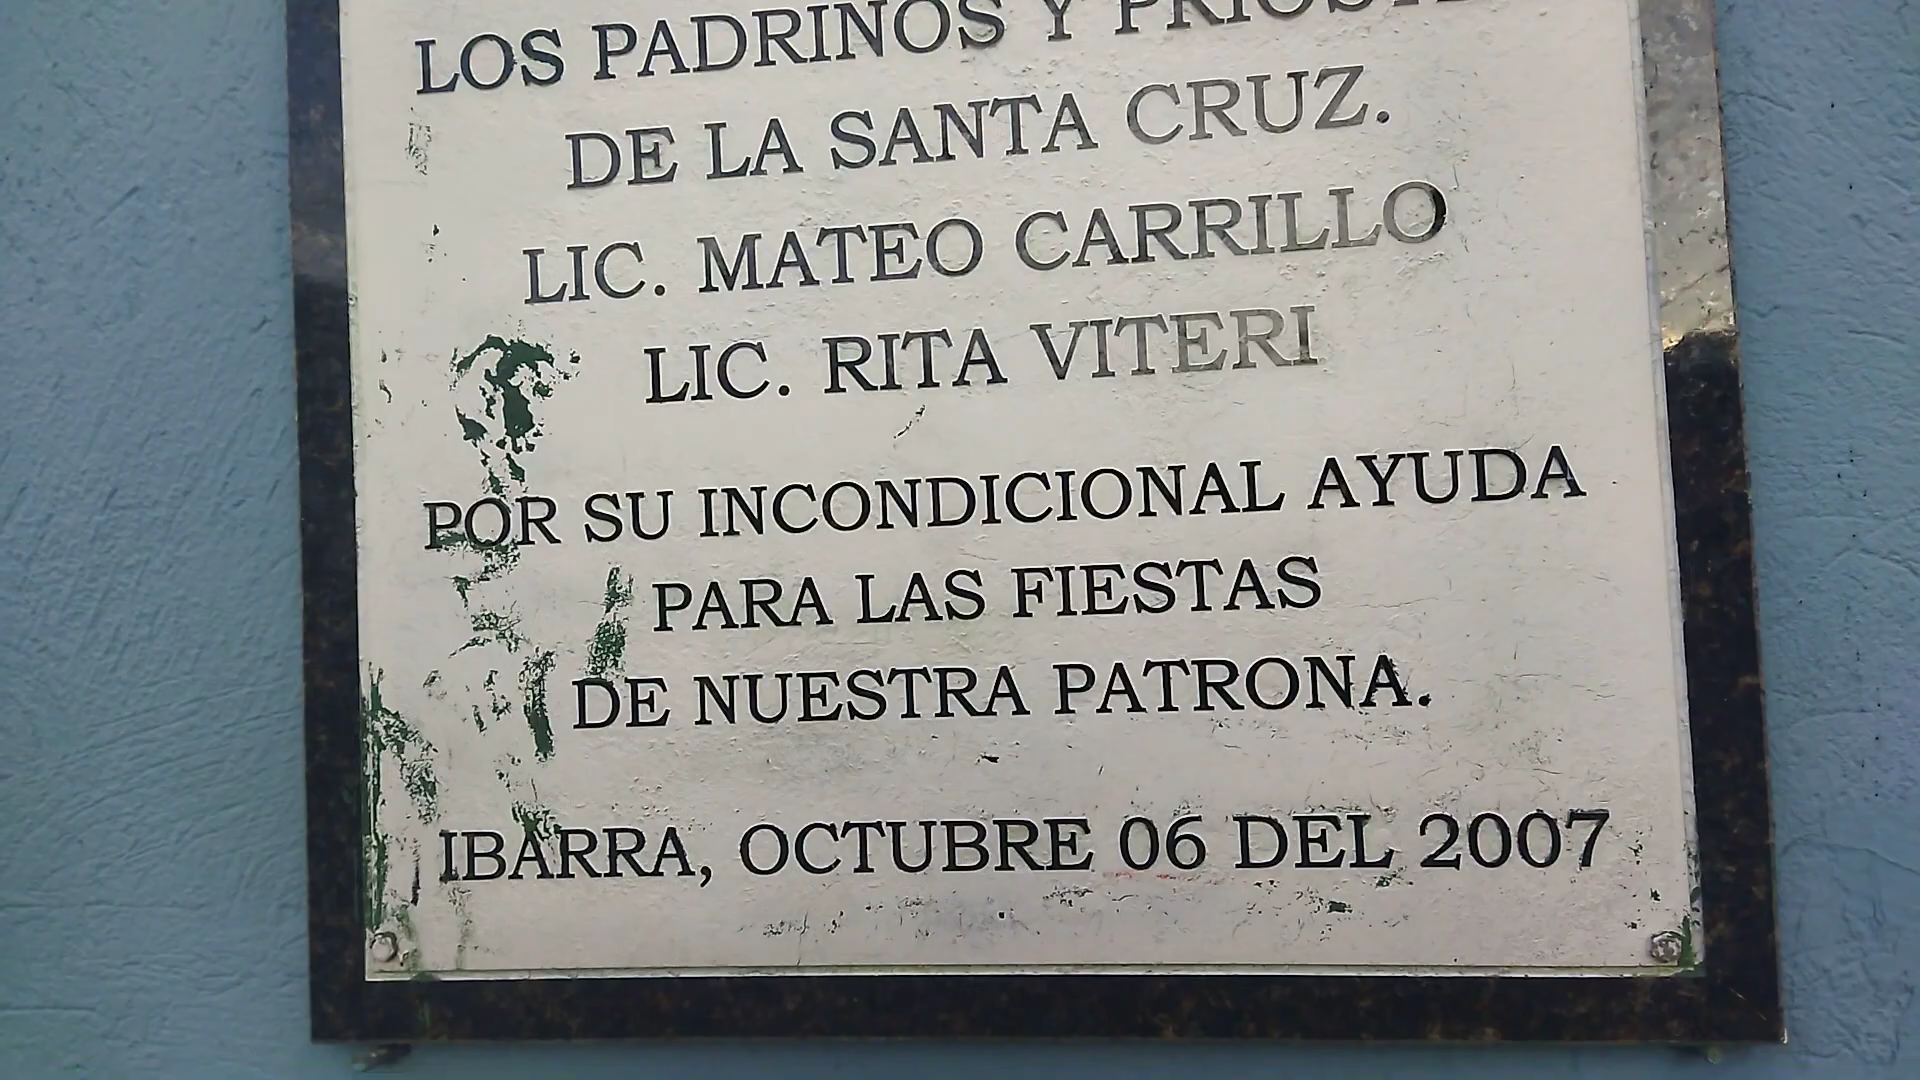 LOS PADRINOS Y PRIOSTES
DE LA SANTA CRUZ.
LIC. MATEO CARRILLO
LIC. RITA VITERI
POR SU INCONDICIONAL AYUDA
PARA LAS FIESTAS
DE NUESTRA PATRONA.
IBARRA, OCTUBRE 06 DEL 2007